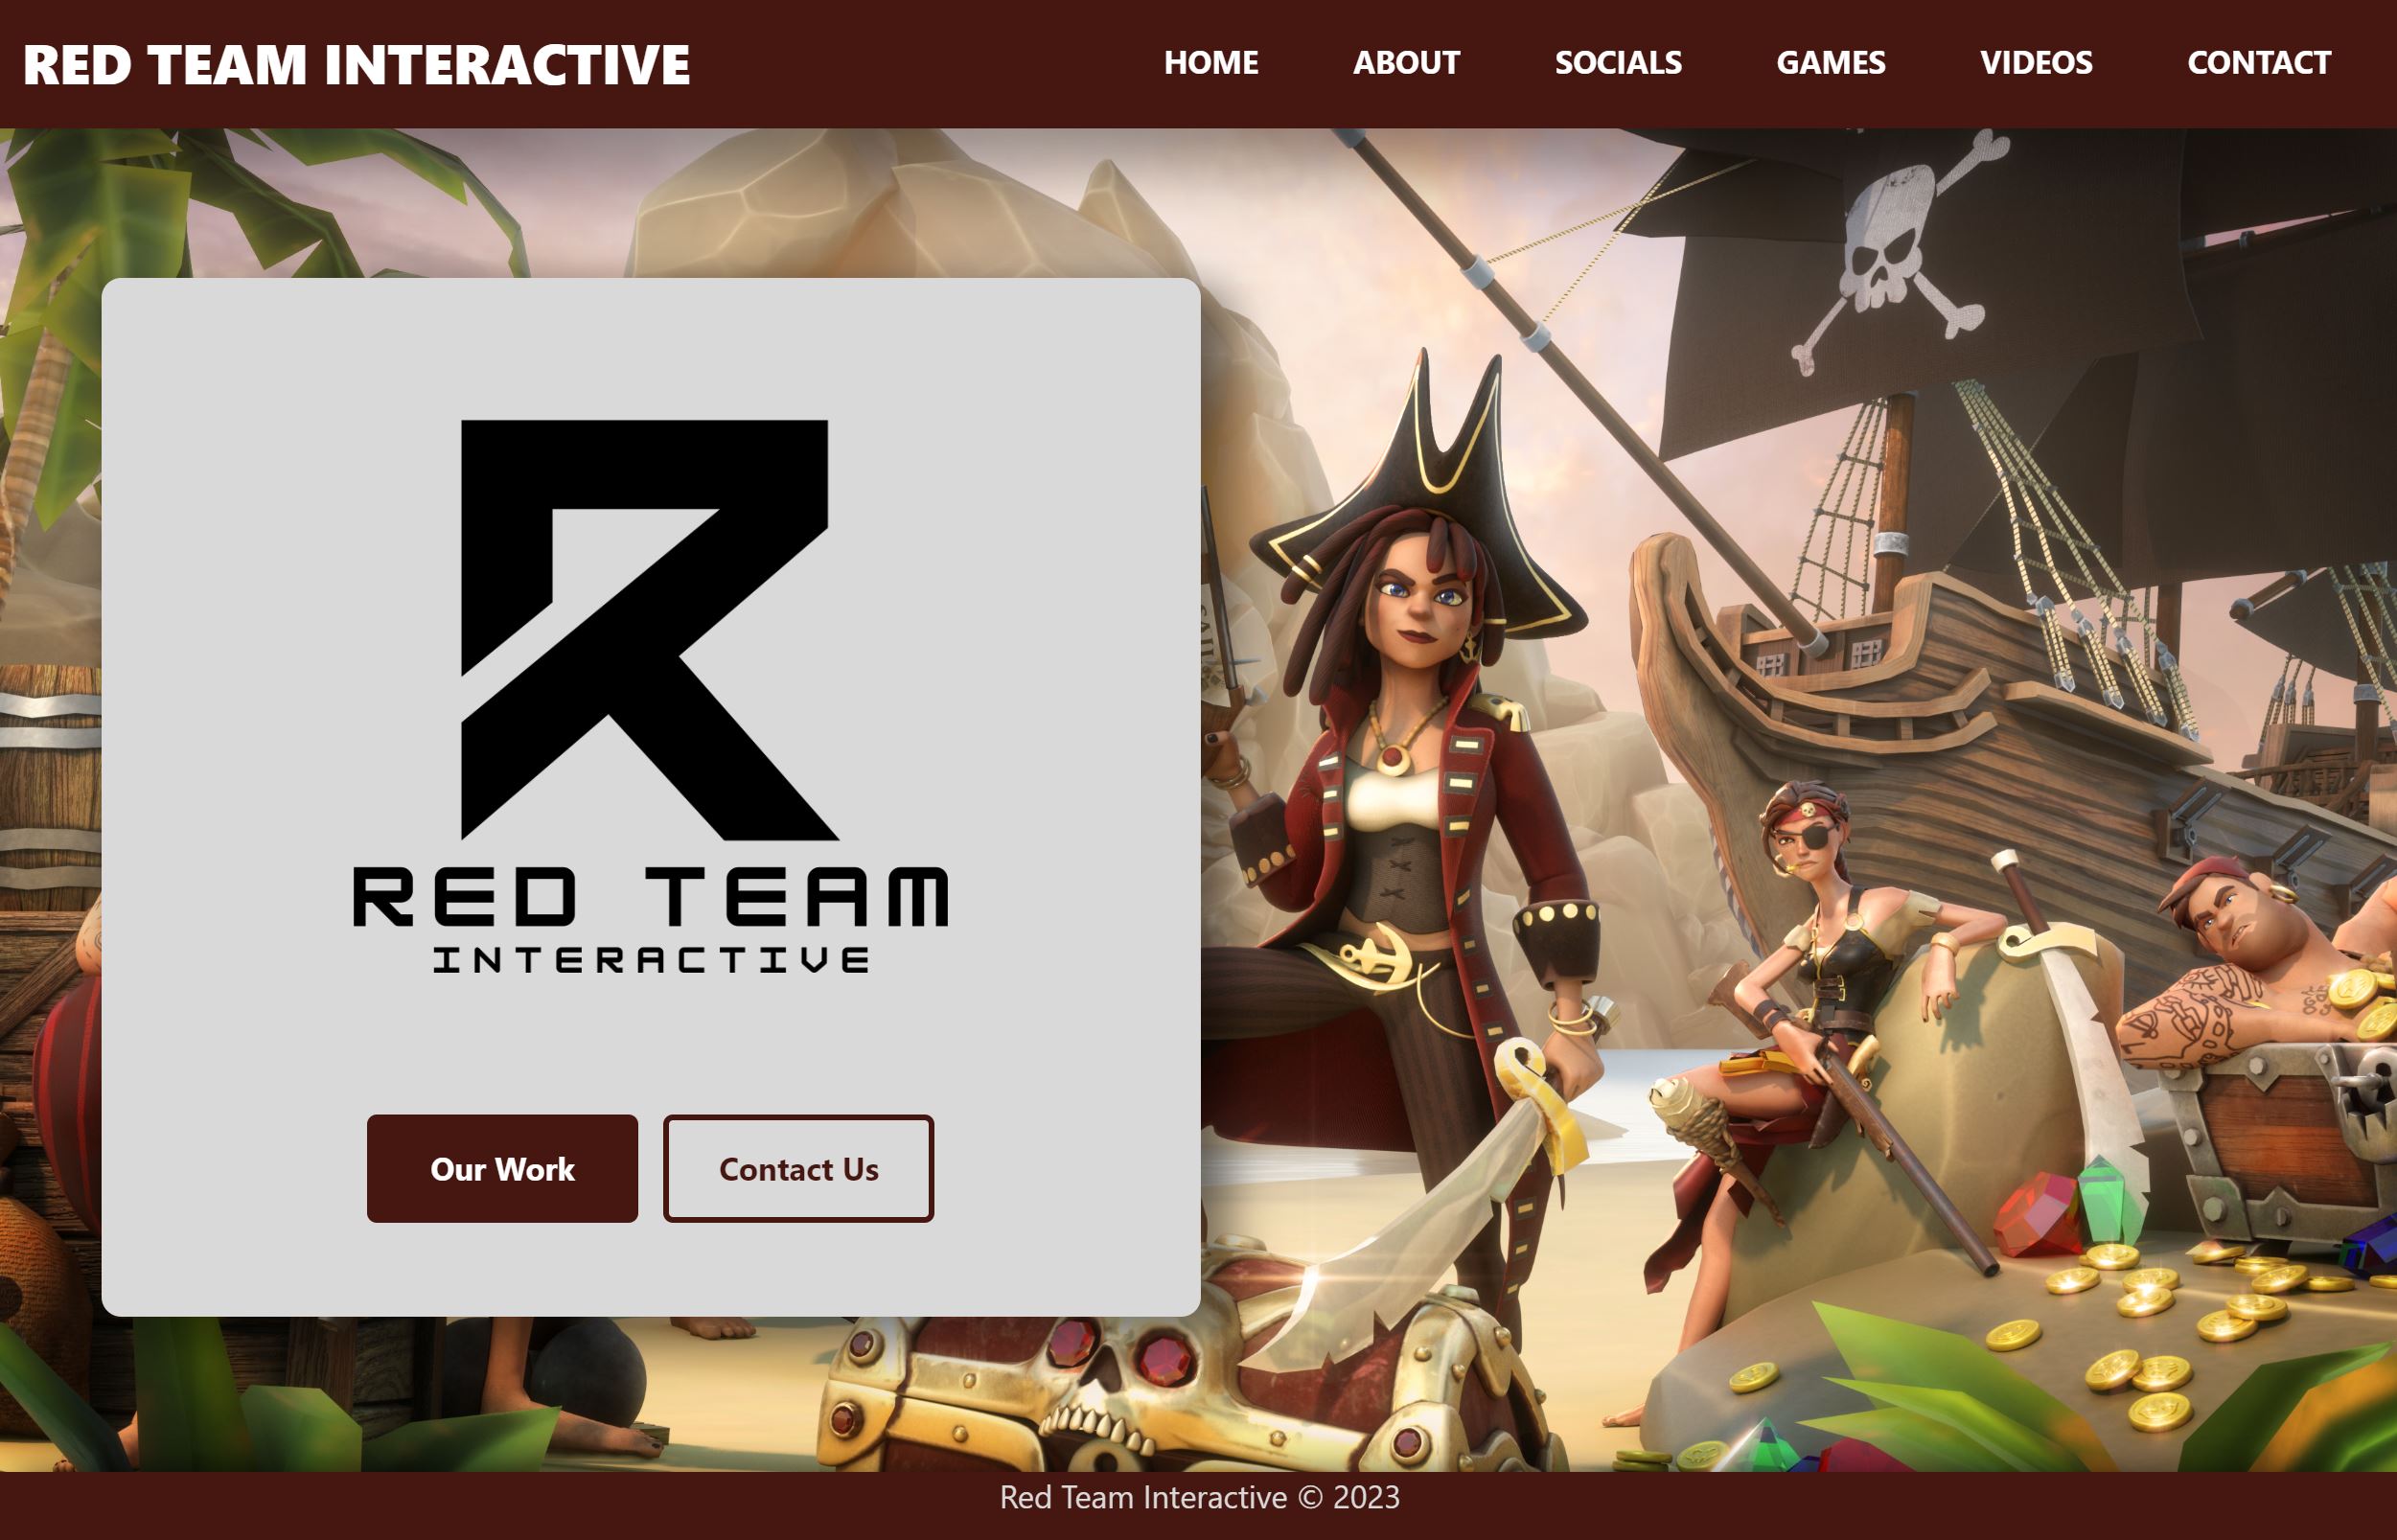 RED TEAM INTERACTIVE
HOME ABOUT SOCIALS GAMES VIDEOS CONTACT
RED TEAM
INTERACTIVE
Our Work
Contact Us
Red Team Interactive © 2023